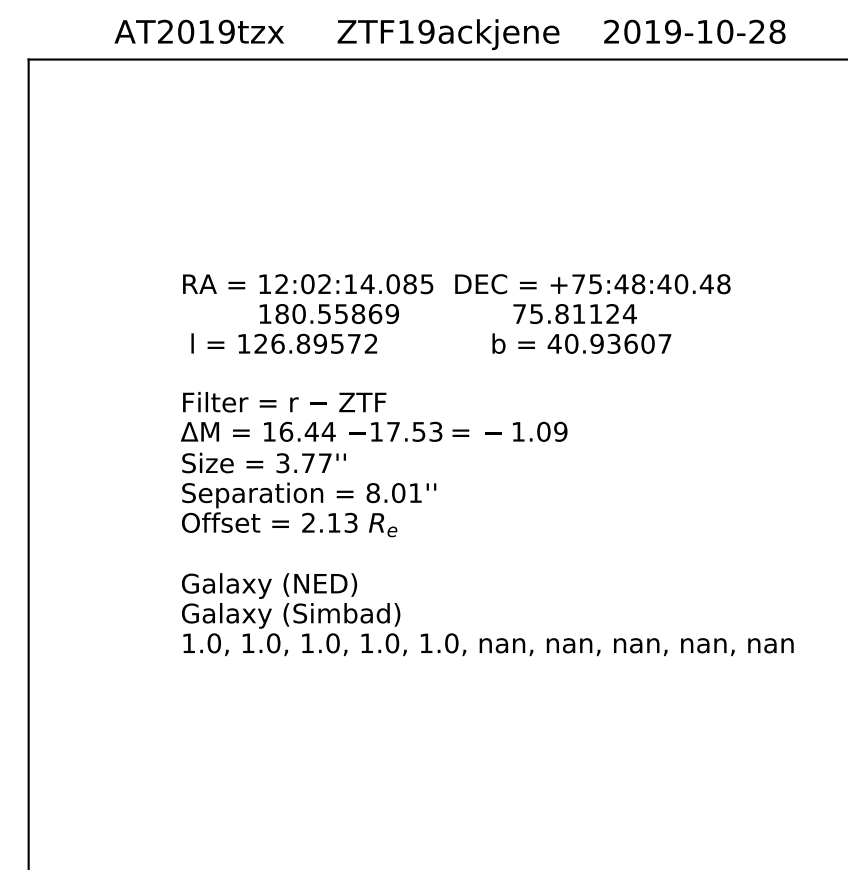 AT2019tzx ZTF19ackjene 2019-10-28
RA = 12:02:14.085 DEC = +75:48:40.48
180.55869 75.81124
l = 126.89572 b = 40.93607
Filter = r − ZTF
ΔM = 16.44 −17.53 = − 1.09
Size = 3.77''
Separation = 8.01''
Offset = 2.13 Re
Galaxy (NED)
Galaxy (Simbad)
1.0, 1.0, 1.0, 1.0, 1.0, nan, nan, nan, nan, nan